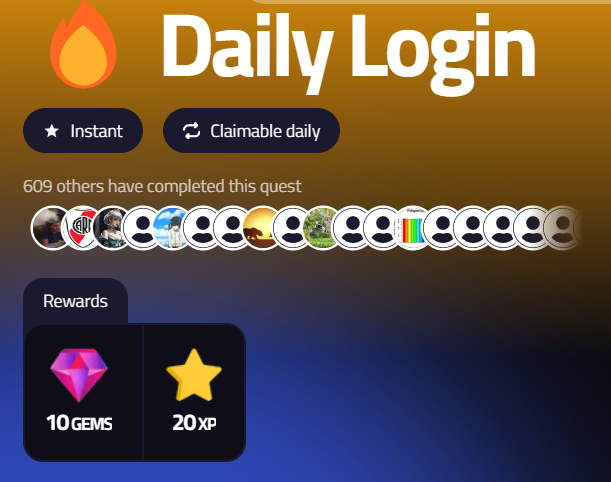 Daily Login
Instant
Claimable daily
609 others have completed this quest
Rewards
10 GEMS
20 XP